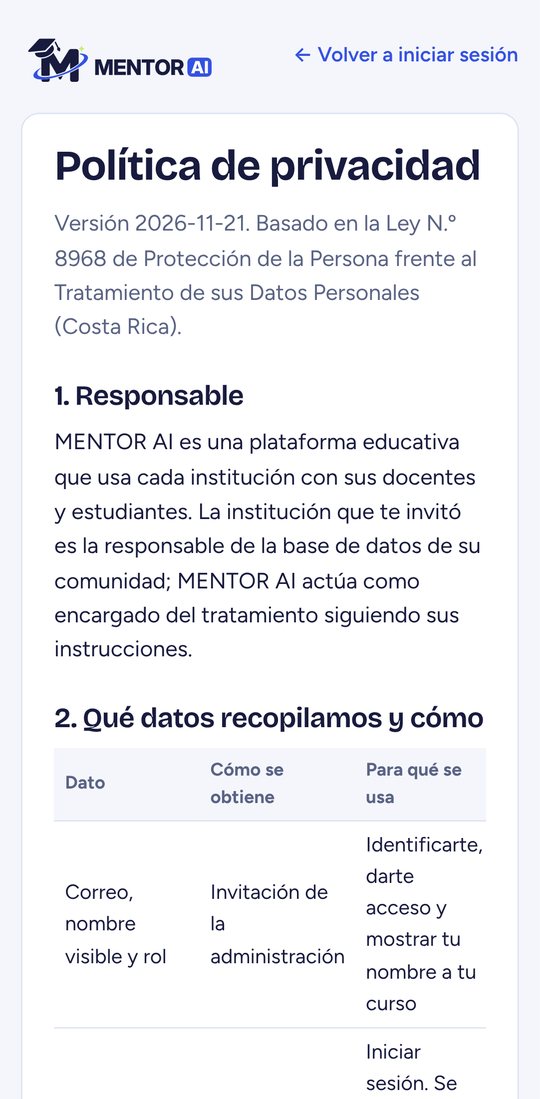 MENTOR AI
← Volver a iniciar sesión
Política de privacidad
Versión 2026-11-21. Basado en la Ley N.º
8968 de Protección de la Persona frente al
Tratamiento de sus Datos Personales
(Costa Rica).
1. Responsable
MENTOR AI es una plataforma educativa
que usa cada institución con sus docentes
y estudiantes. La institución que te invitó
es la responsable de la base de datos de su
comunidad; MENTOR AI actúa como
encargado del tratamiento siguiendo sus
instrucciones.
2. Qué datos recopilamos y cómo
Dato
Cómo se
obtiene
Para qué se
usa
Correo,
nombre
visible y rol
Invitación de
la
administración
Identificarte,
darte
acceso y
mostrar tu
nombre a tu
curso
Iniciar
sesión. Se